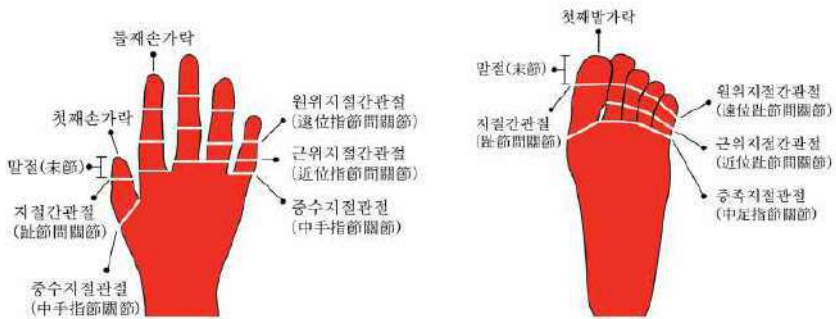 둘째손가락
첫째손가락
말절(末節)
지절간관절
(趾節間關節)
중수지절관절
(中手指節關節)
원위지절간관절
(遠位指節間關節)
근위지절간관절
(近位指節間關節)
중수지절관절
(中手指節關節)
첫째발가락
말절(末節)
지절간관절
(趾節間關節)
원위지절간관절
(遠位趾節間關節)
근위지절간관절
(近位趾節間關節)
중족지절관절
(中足指節關節)